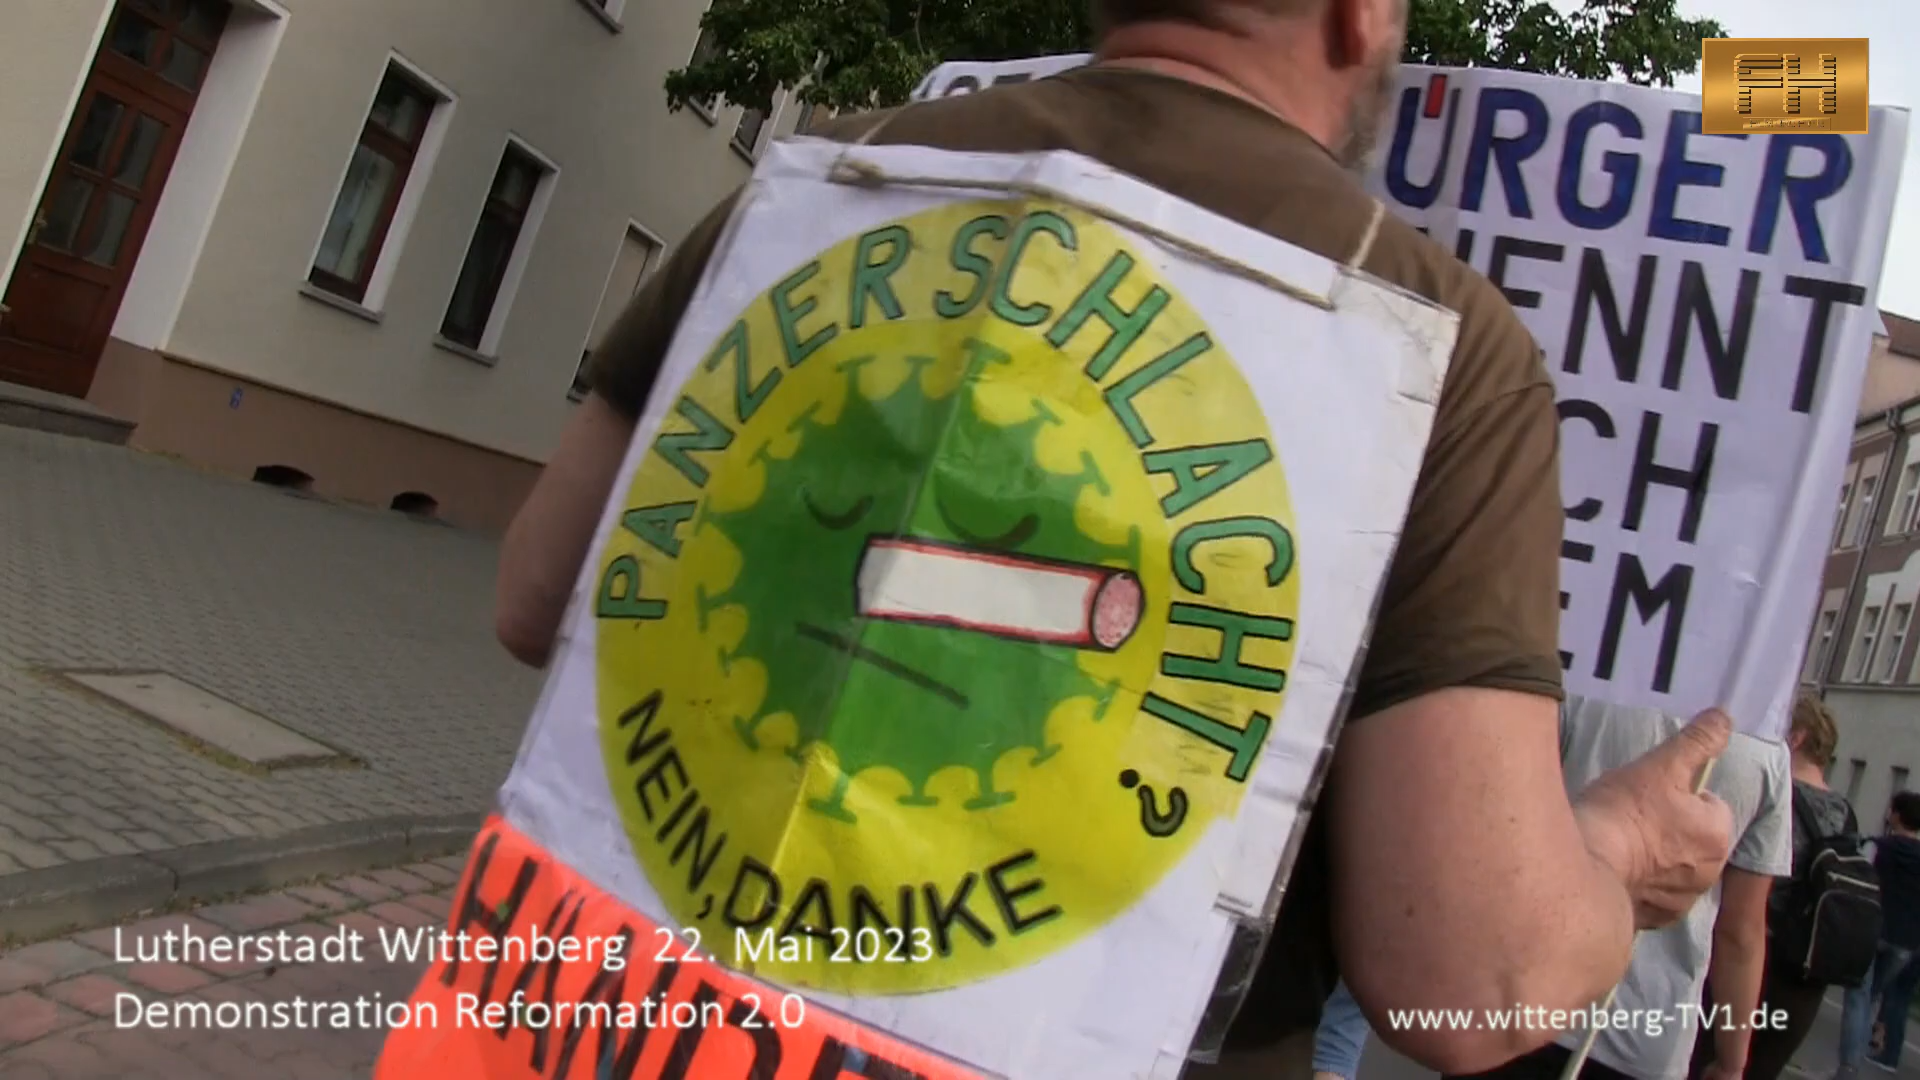 PANZERSCHLACHT?
NEIN, DANKE
ÜRGER
NENNT
CH
EM
FH
Lutherstadt Wittenberg 22. Mai 2023
Demonstration Reformation 2.0
www.wittenberg-TV1.de